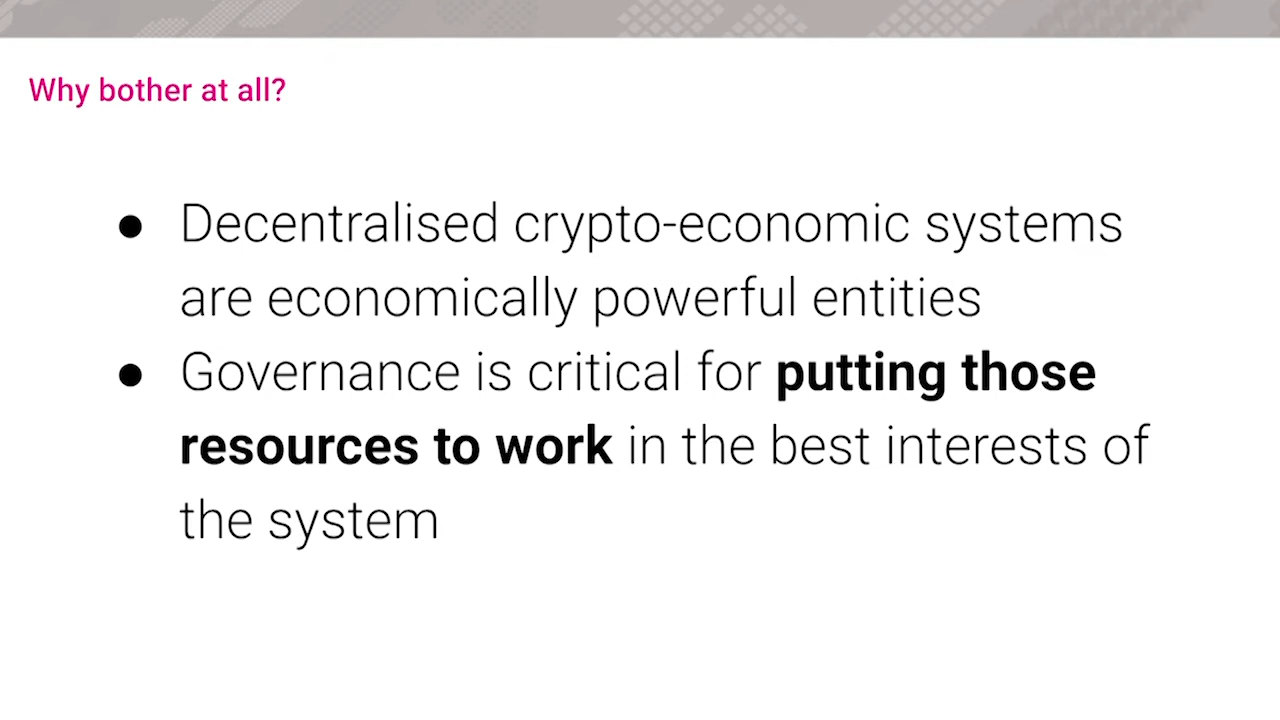 Why bother at all?
● Decentralised crypto-economic systems
are economically powerful entities
● Governance is critical for putting those
resources to work in the best interests of
the system